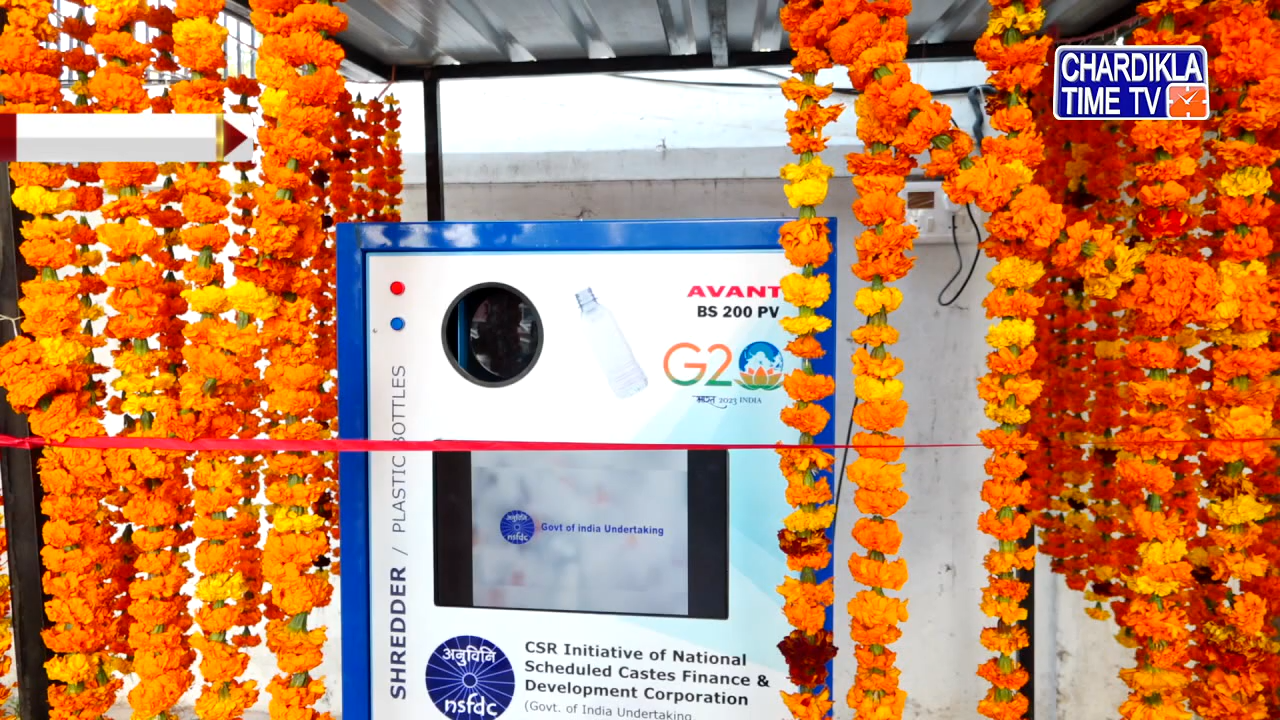 CHARDIKLA
TIME TV
AVANT
BS 200 PV
G20
भारत 2023 INDIA
SHREDDER / PLASTIC BOTTLES
अनुविनि
nsfdc
Govt of india Undertaking
अनुविनि
nsfdc
CSR Initiative of National
Scheduled Castes Finance &
Development Corporation
(Govt. of India Undertaking